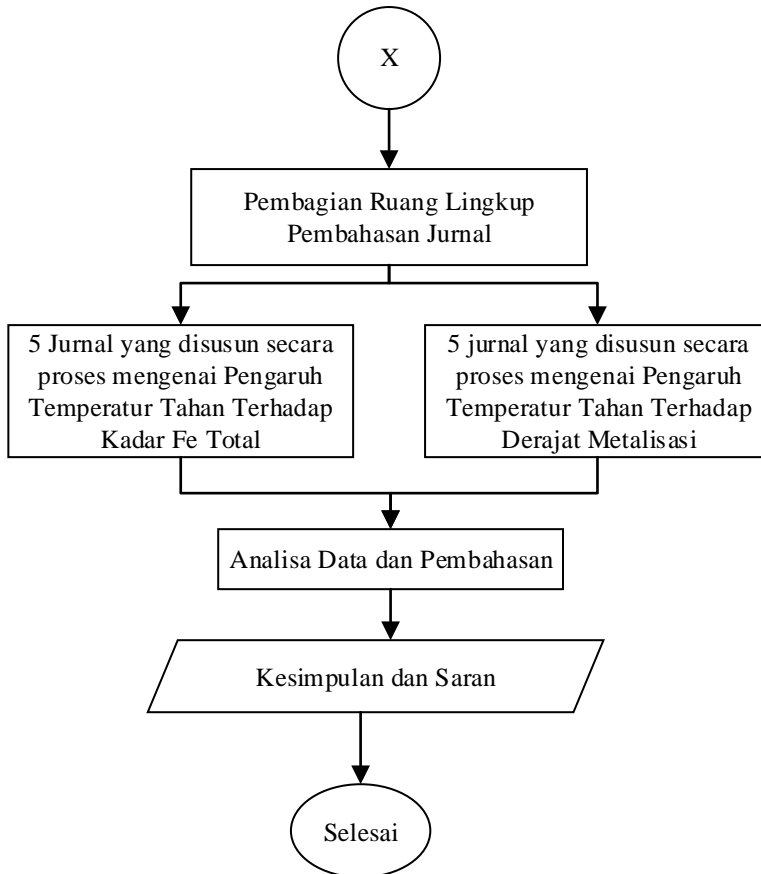 X
Pembagian Ruang Lingkup
Pembahasan Jurnal
5 Jurnal yang disusun secara
proses mengenai Pengaruh
Temperatur Tahan Terhadap
Kadar Fe Total
5 jurnal yang disusun secara
proses mengenai Pengaruh
Temperatur Tahan Terhadap
Derajat Metalisasi
Analisa Data dan Pembahasan
Kesimpulan dan Saran
Selesai